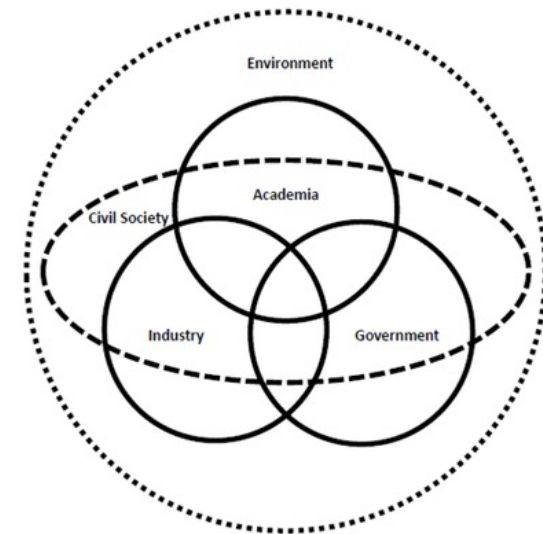 Environment
Academia
Civil Society
Industry
Government